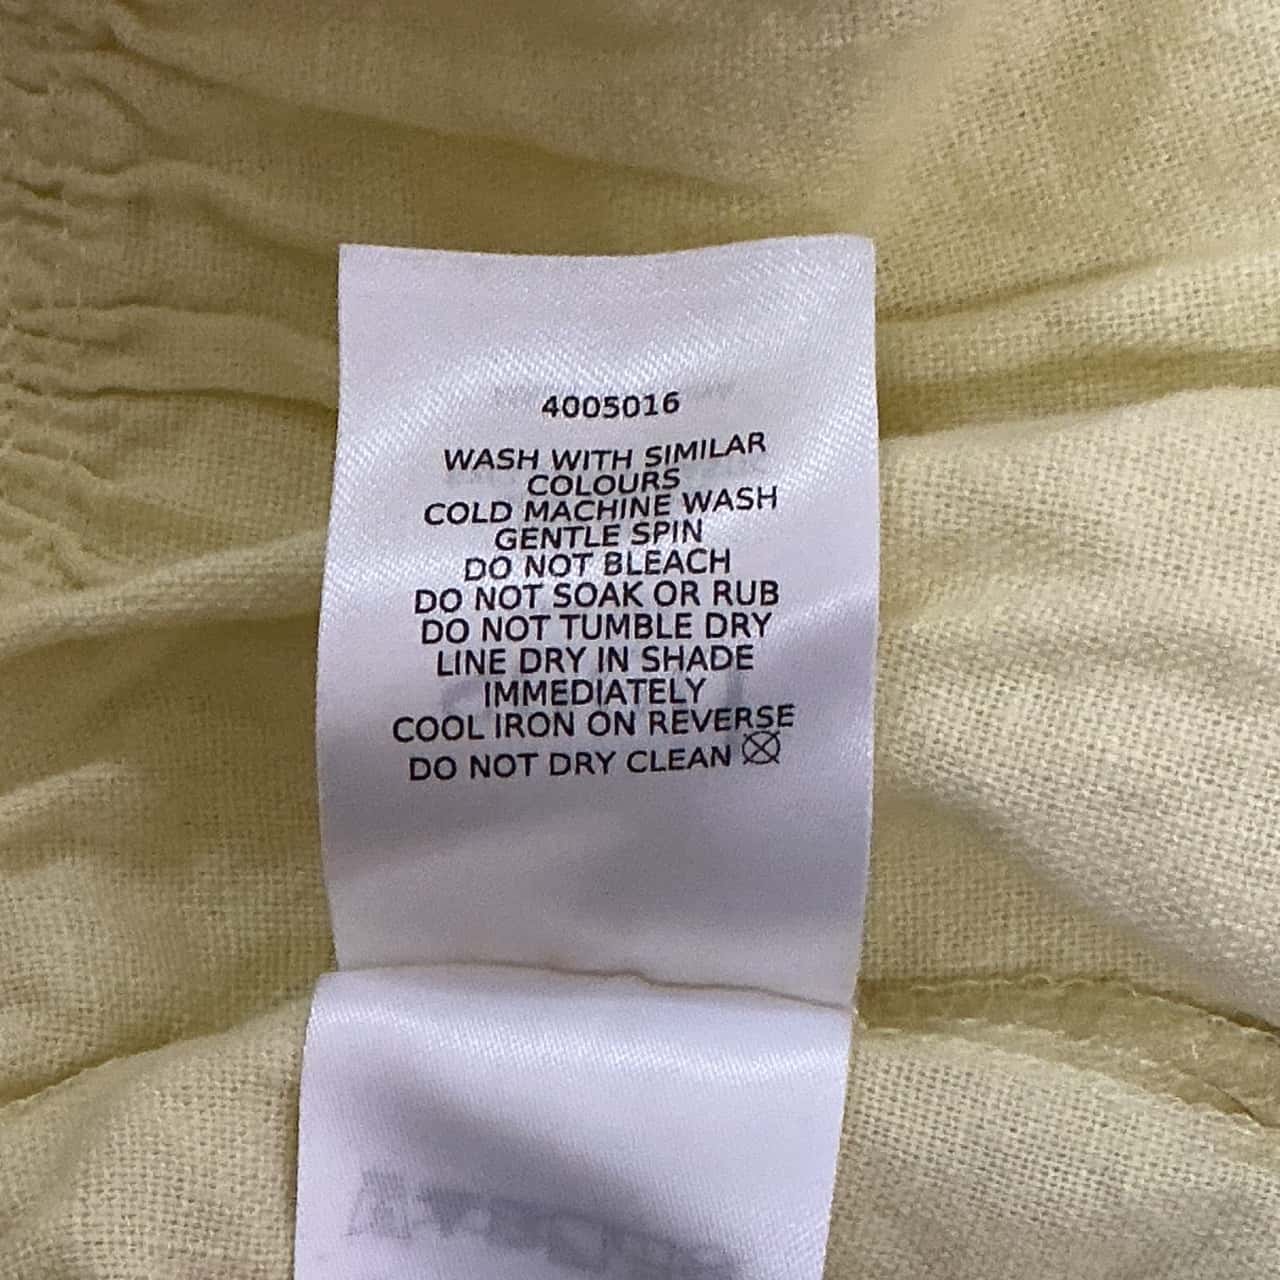 4005016
WASH WITH SIMILAR
COLOURS
COLD MACHINE WASH
GENTLE SPIN
DO NOT BLEACH
DO NOT SOAK OR RUB
DO NOT TUMBLE DRY
LINE DRY IN SHADE
IMMEDIATELY
COOL IRON ON REVERSE
DO NOT DRY CLEAN